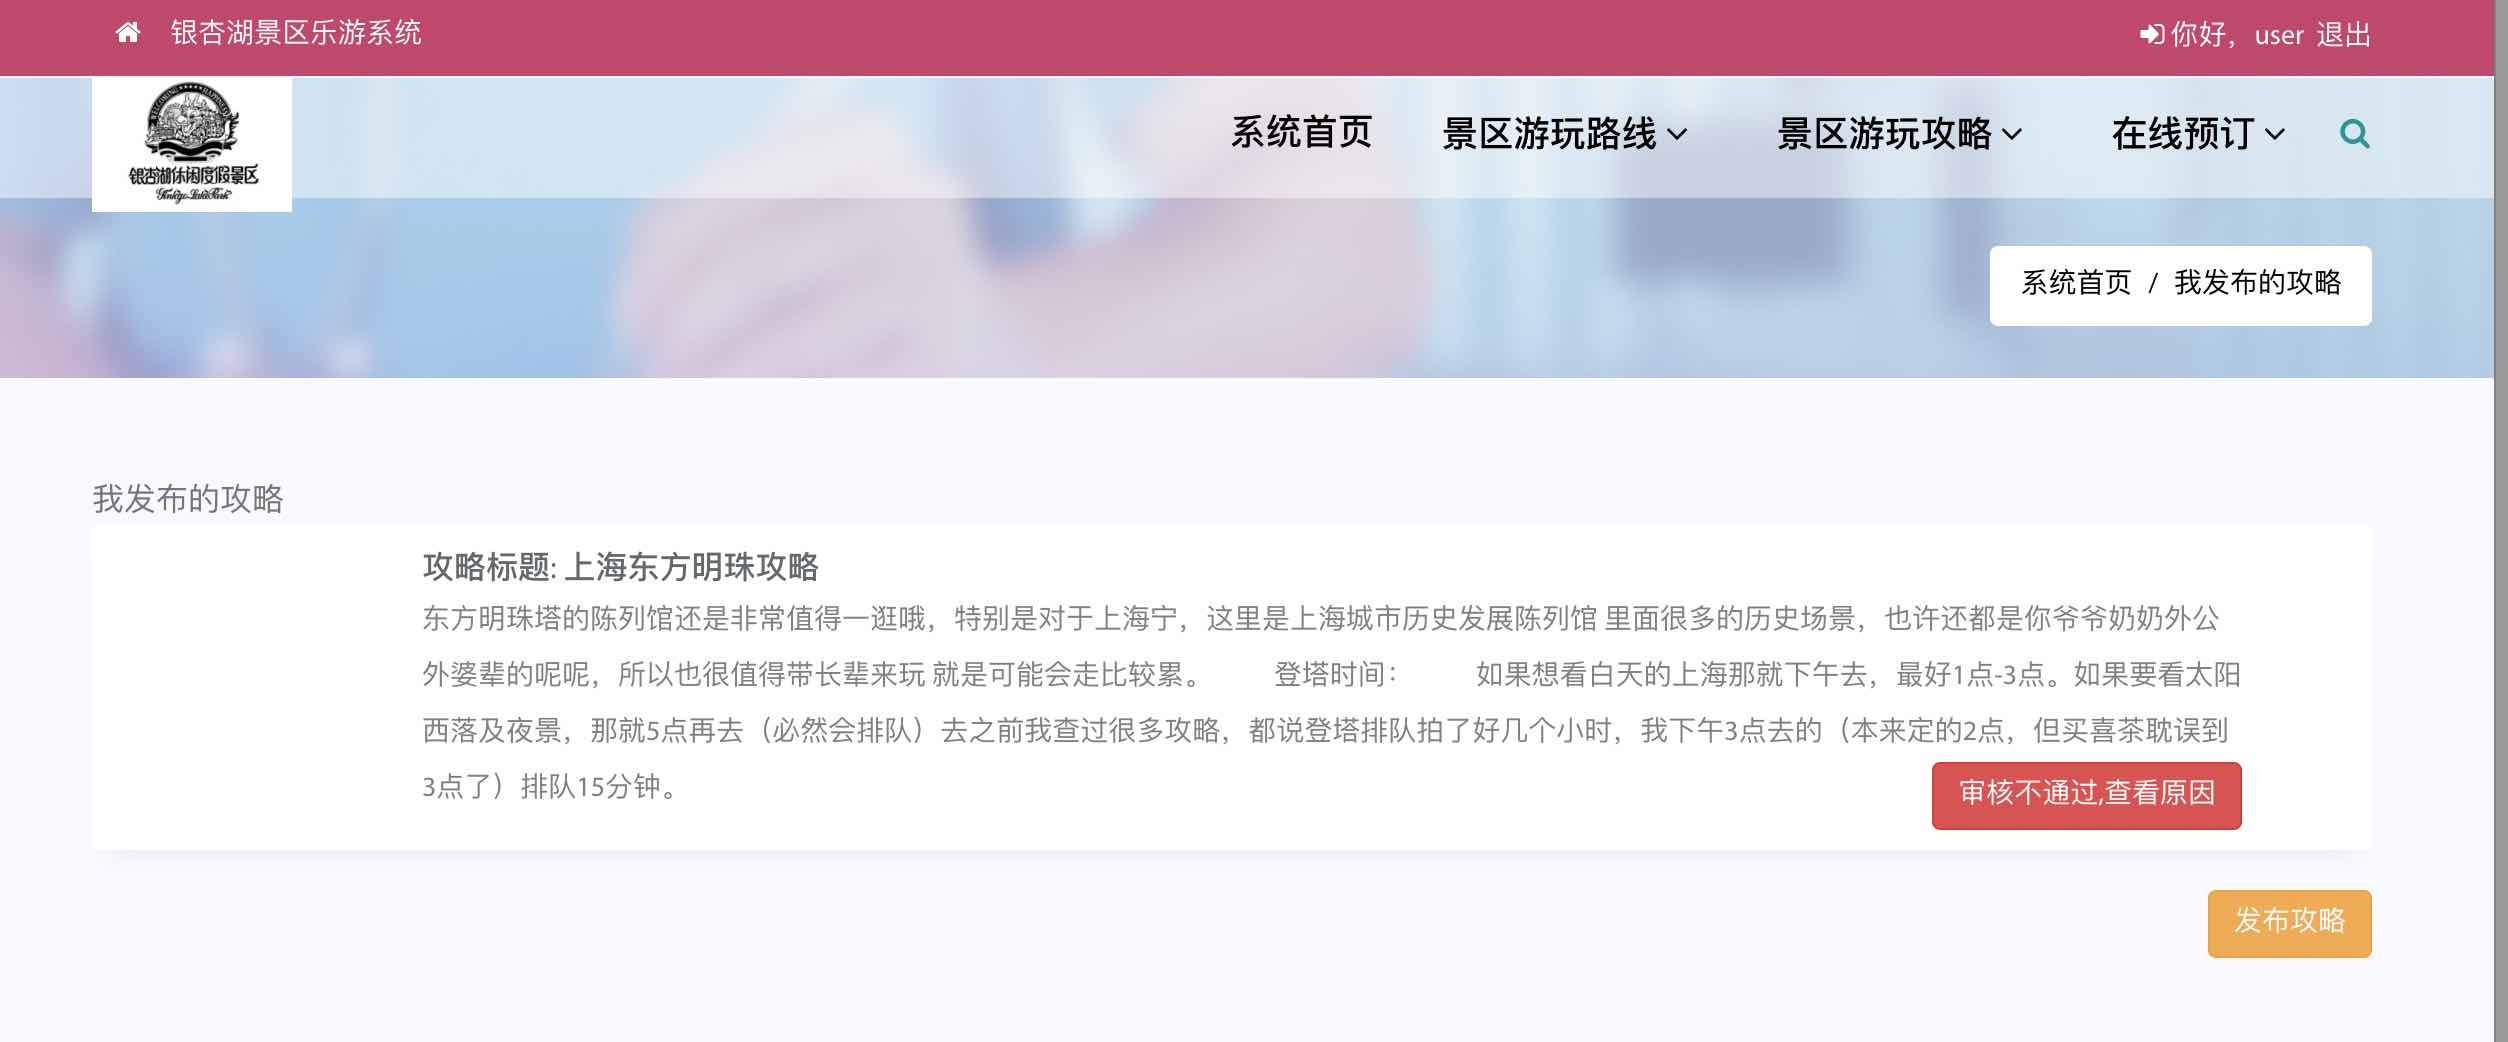 银杏湖景区乐游系统
你好，user 退出
WELCOMING HAPPINESS
银杏湖休闲度假景区
系统首页 景区游玩路线 景区游玩攻略 在线预订
系统首页 / 我发布的攻略
我发布的攻略
攻略标题: 上海东方明珠攻略
东方明珠塔的陈列馆还是非常值得一逛哦，特别是对于上海宁，这里是上海城市历史发展陈列馆 里面很多的历史场景，也许还都是你爷爷奶奶外公
外婆辈的呢呢，所以也很值得带长辈来玩 就是可能会走比较累。 登塔时间： 如果想看白天的上海那就下午去，最好1点-3点。如果要看太阳
西落及夜景，那就5点再去（必然会排队）去之前我查过很多攻略，都说登塔排队拍了好几个小时，我下午3点去的（本来定的2点，但买喜茶耽误到
3点了）排队15分钟。
审核不通过,查看原因
发布攻略